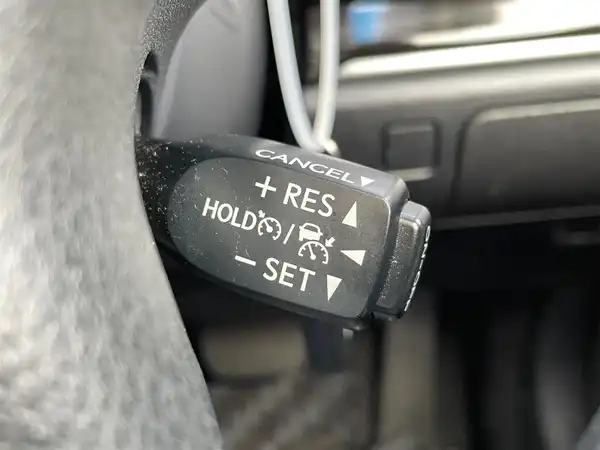 CANCEL▼
+ RES ▲
HOLD / ◄
− SET ▼